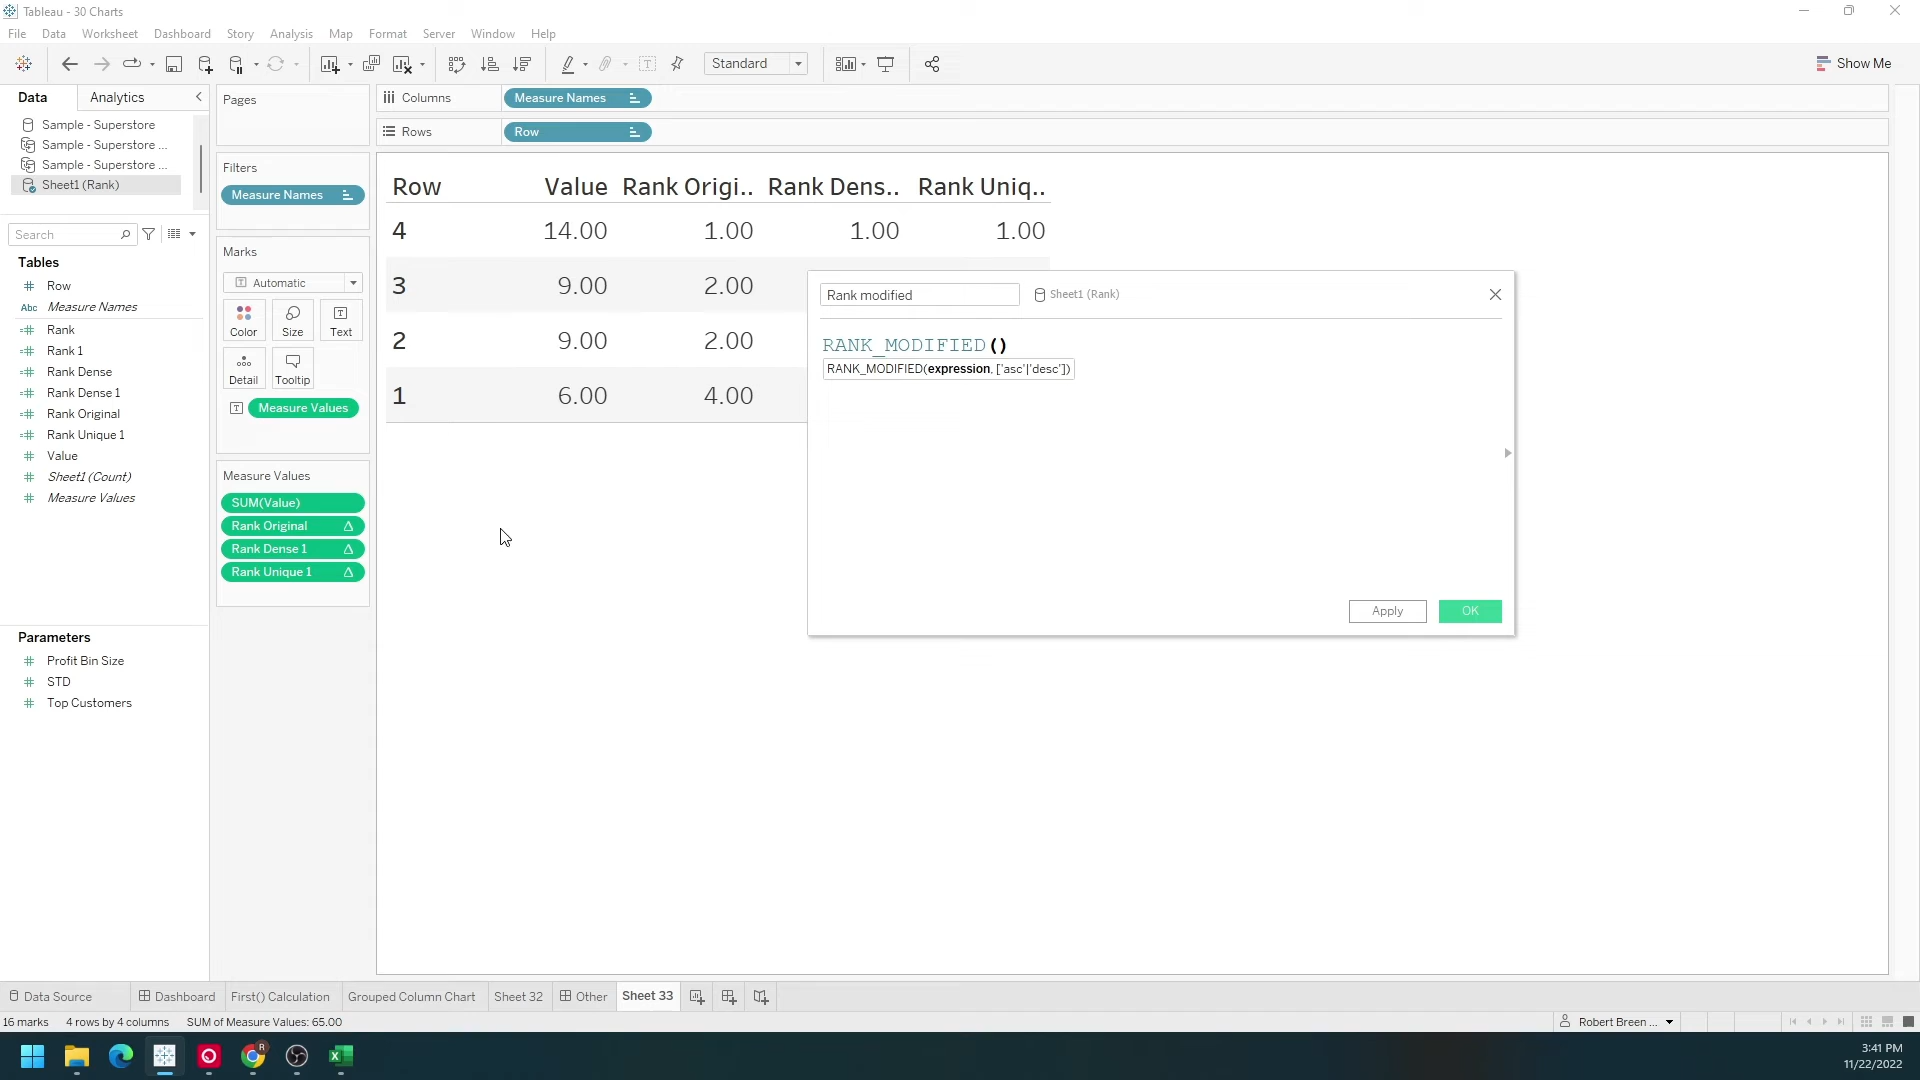 Tableau - 30 Charts
File Data Worksheet Dashboard Story Analysis Map Format Server Window Help
Standard
Show Me
Data Analytics
Sample - Superstore
Sample - Superstore ...
Sample - Superstore ...
Sheet1 (Rank)
Search
Tables
Row
Abc Measure Names
Rank
Rank 1
Rank Dense
Rank Dense 1
Rank Original
Rank Unique 1
Value
Sheet1 (Count)
Measure Values
Parameters
Profit Bin Size
STD
Top Customers
Pages
Filters
Measure Names
Marks
Automatic
Color Size Text
Detail Tooltip
Measure Values
Measure Values
SUM(Value)
Rank Original
Rank Dense 1
Rank Unique 1
Columns Measure Names
Rows Row
Row Value Rank Origi.. Rank Dens.. Rank Uniq..
4 14.00 1.00 1.00 1.00
3 9.00 2.00
2 9.00 2.00
1 6.00 4.00
Rank modified Sheet1 (Rank)
RANK_MODIFIED()
RANK_MODIFIED(expression, ['asc'|'desc'])
Apply OK
Data Source Dashboard First() Calculation Grouped Column Chart Sheet 32 Other Sheet 33
16 marks 4 rows by 4 columns SUM of Measure Values: 65.00
Robert Breen ...
R
3:41 PM
11/22/2022